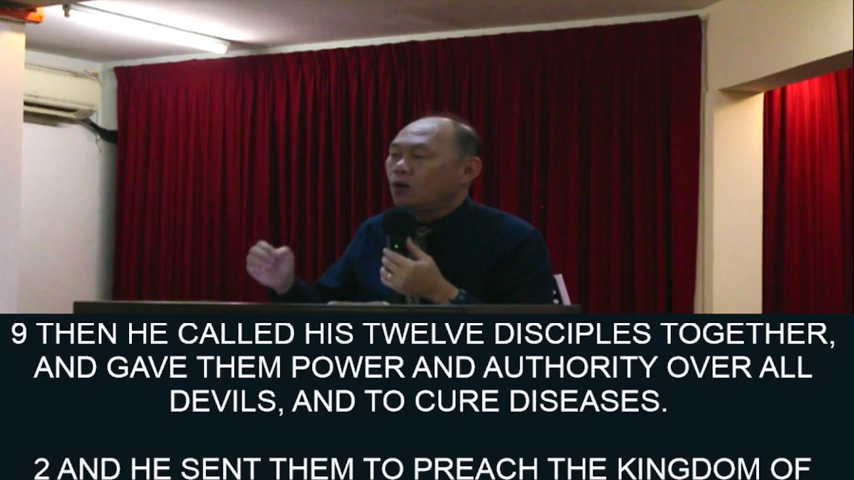 9 THEN HE CALLED HIS TWELVE DISCIPLES TOGETHER,
AND GAVE THEM POWER AND AUTHORITY OVER ALL
DEVILS, AND TO CURE DISEASES.
2 AND HE SENT THEM TO PREACH THE KINGDOM OF